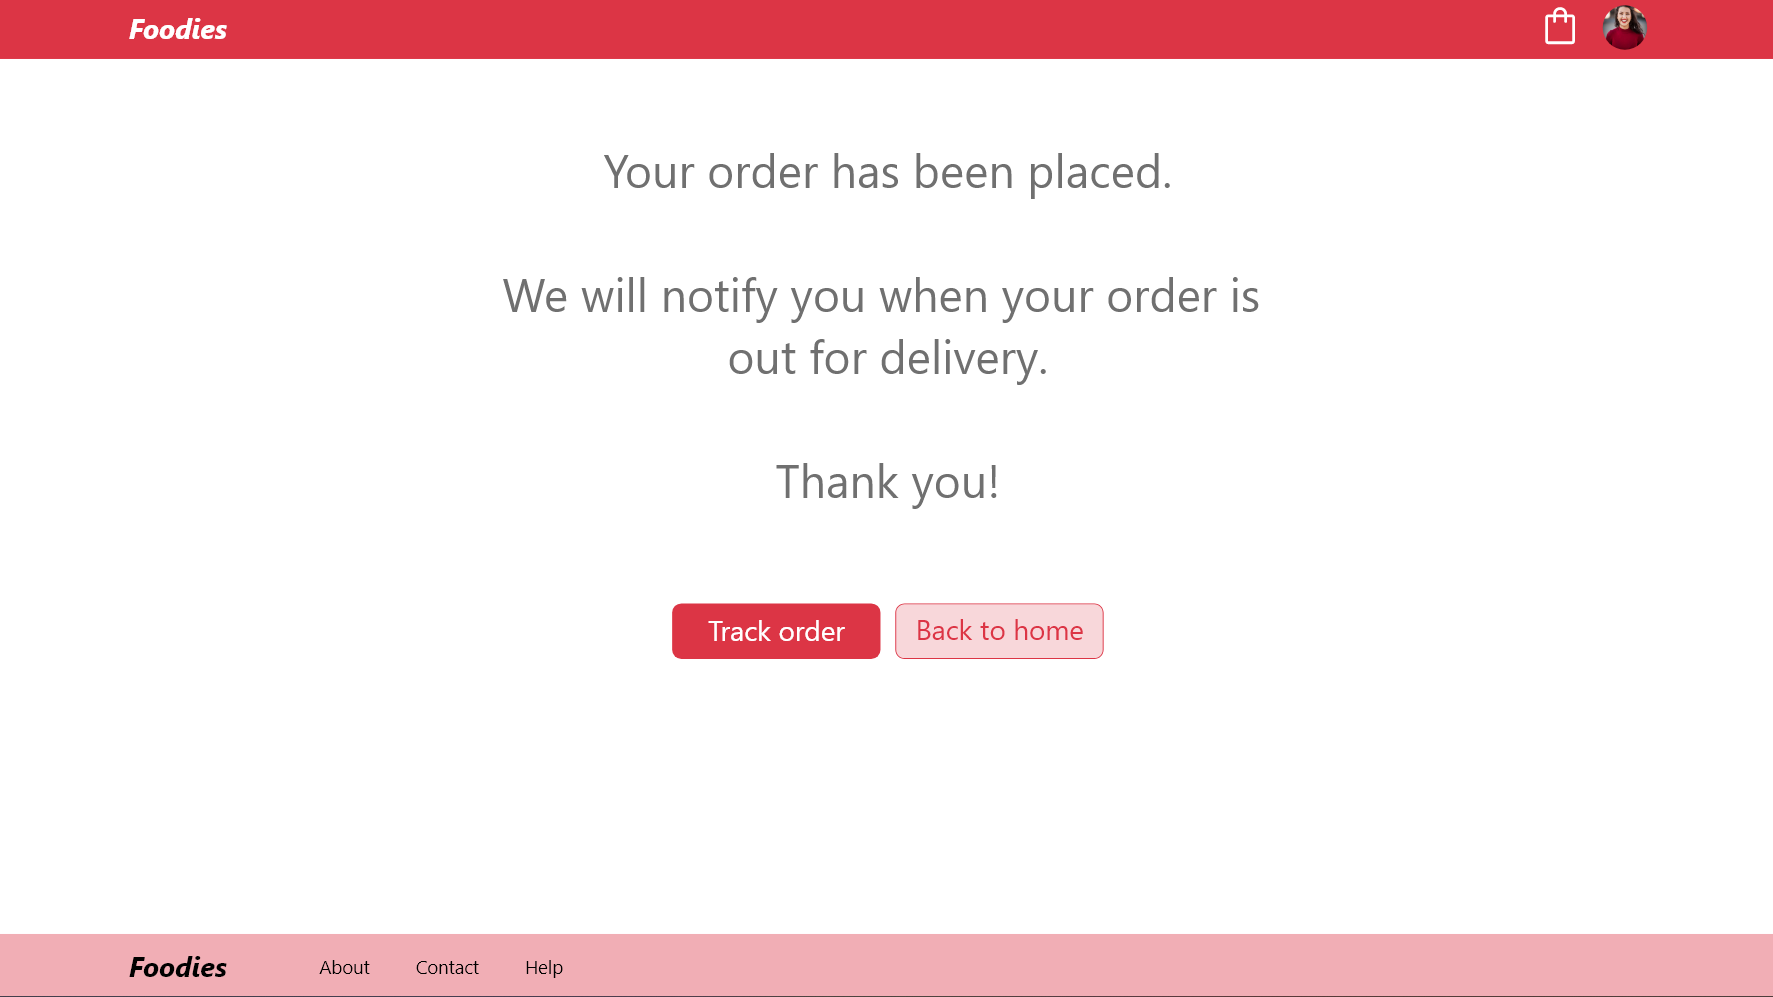 Foodies
Your order has been placed.
We will notify you when your order is
out for delivery.
Thank you!
Track order
Back to home
Foodies
About
Contact
Help